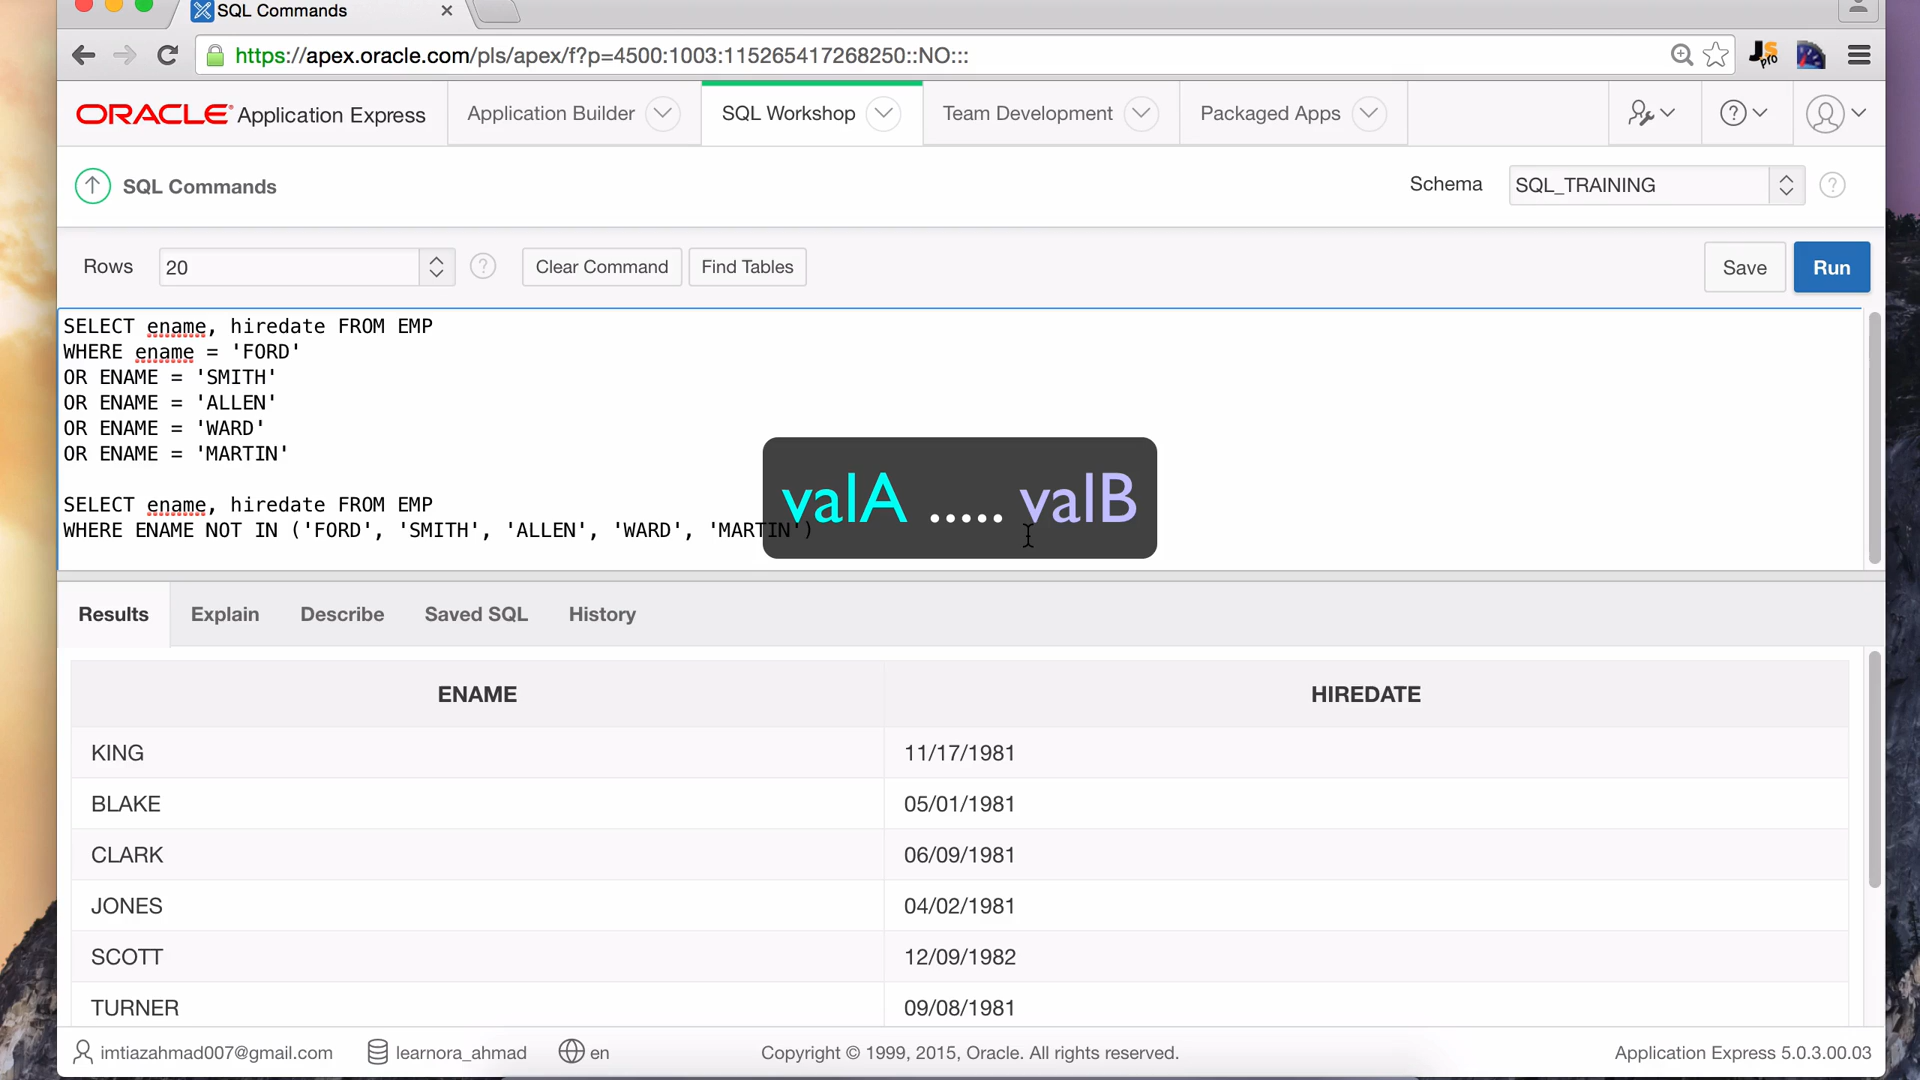 SQL Commands
https://apex.oracle.com/pls/apex/f?p=4500:1003:115265417268250::NO:::
JS pro
ORACLE Application Express
Application Builder
SQL Workshop
Team Development
Packaged Apps
SQL Commands
Schema
SQL_TRAINING
Rows
20
Clear Command
Find Tables
Save
Run
SELECT ename, hiredate FROM EMP
WHERE ename = 'FORD'
OR ENAME = 'SMITH'
OR ENAME = 'ALLEN'
OR ENAME = 'WARD'
OR ENAME = 'MARTIN'
SELECT ename, hiredate FROM EMP
WHERE ENAME NOT IN ('FORD', 'SMITH', 'ALLEN', 'WARD', 'MARTIN')
valA ..... valB
Results
Explain
Describe
Saved SQL
History
ENAME HIREDATE
KING 11/17/1981
BLAKE 05/01/1981
CLARK 06/09/1981
JONES 04/02/1981
SCOTT 12/09/1982
TURNER 09/08/1981
imtiazahmad007@gmail.com
learnora_ahmad
en
Copyright © 1999, 2015, Oracle. All rights reserved.
Application Express 5.0.3.00.03